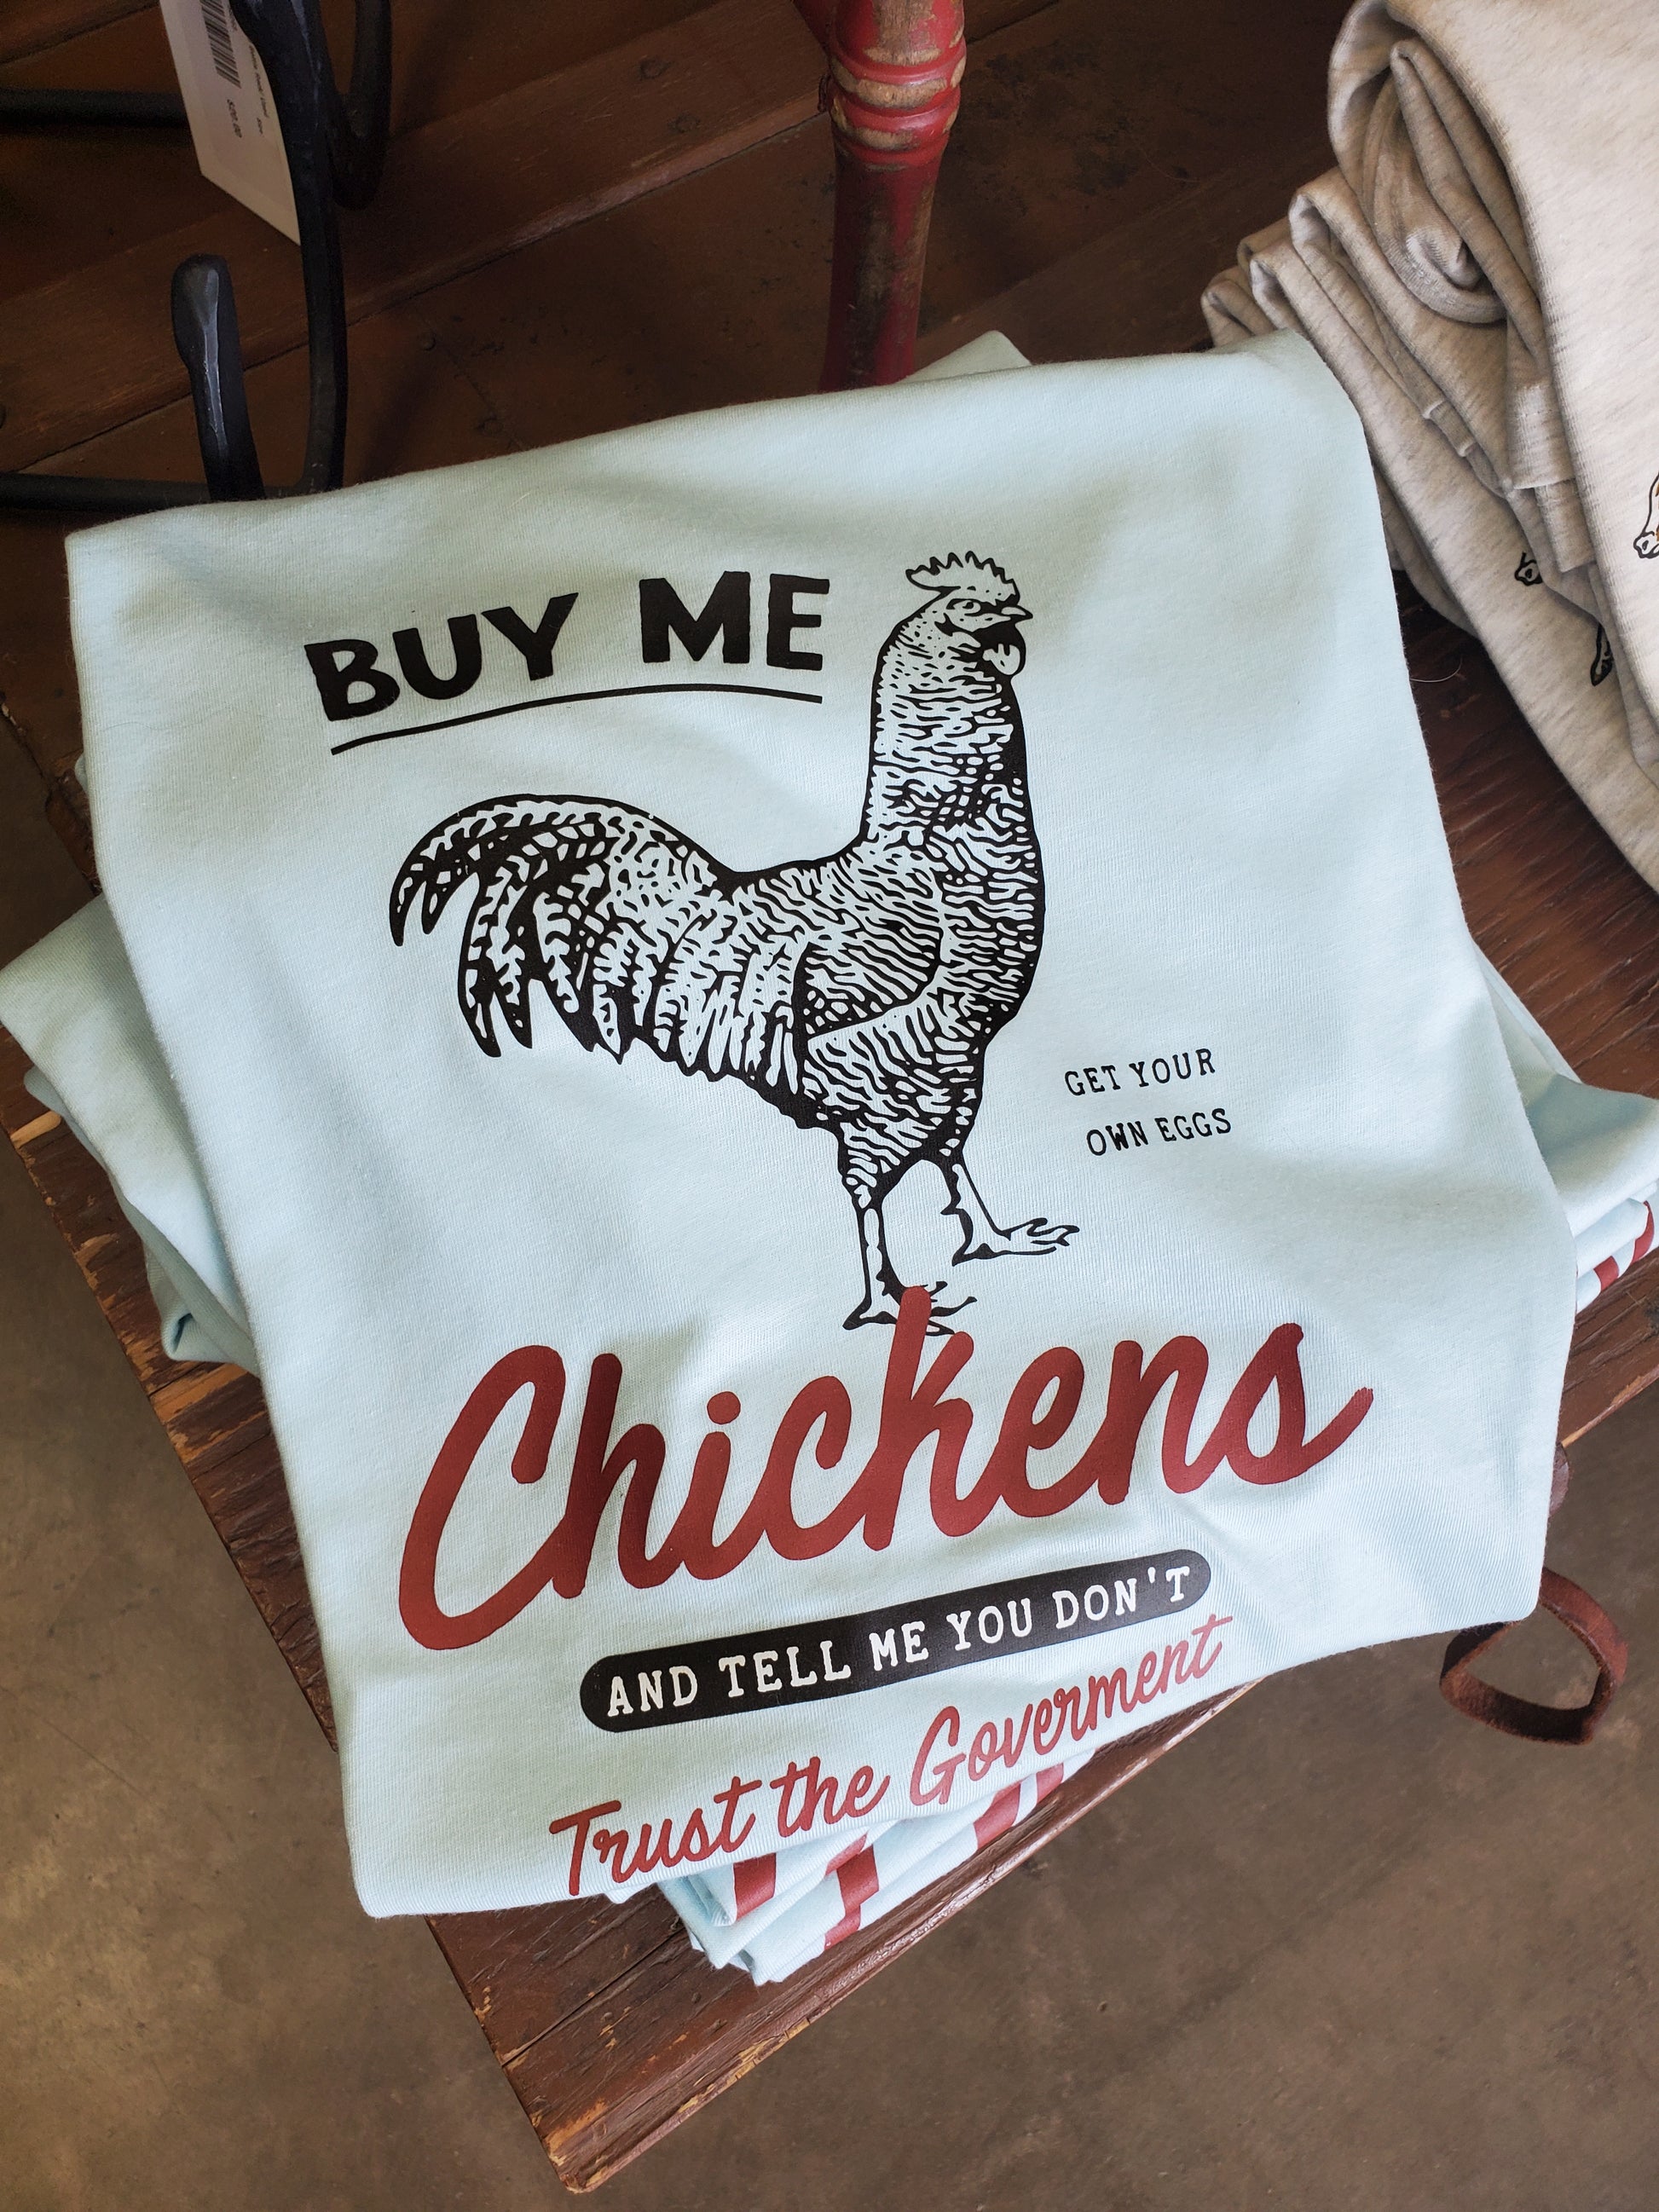 BUY ME
GET YOUR
OWN EGGS
Chickens
AND TELL ME YOU DON'T
Trust the Goverment